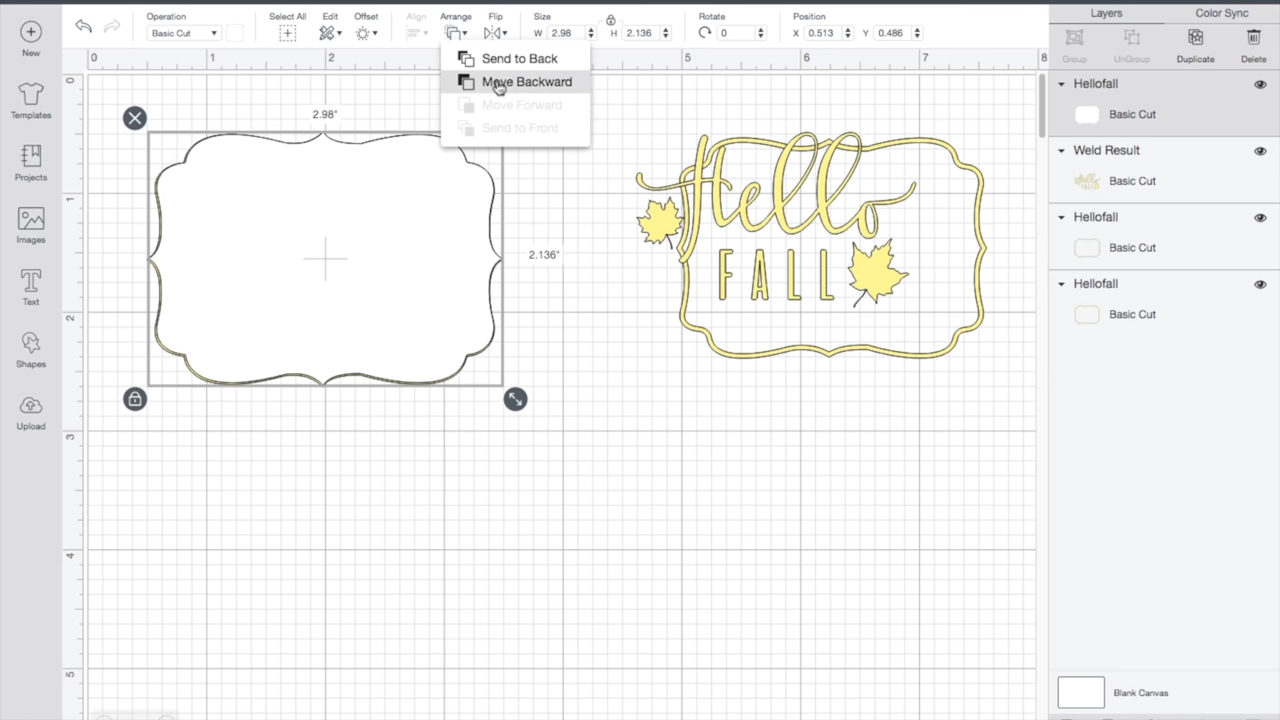 Operation
Basic Cut
Select All
Edit
Offset
Align
Arrange
Flip
Size
W 2.98
H 2.136
Rotate
0
Position
X 0.513
Y 0.486
Layers
Color Sync
New
Templates
Projects
Images
Text
Shapes
Upload
Send to Back
Move Backward
Move Forward
Send to Front
0 1 2 5 6 7 8
0
1
2
3
4
5
2.98"
2.136"
Hello
FALL
Group
UnGroup
Duplicate
Delete
Hellofall
Basic Cut
Weld Result
Basic Cut
Hellofall
Basic Cut
Hellofall
Basic Cut
Blank Canvas